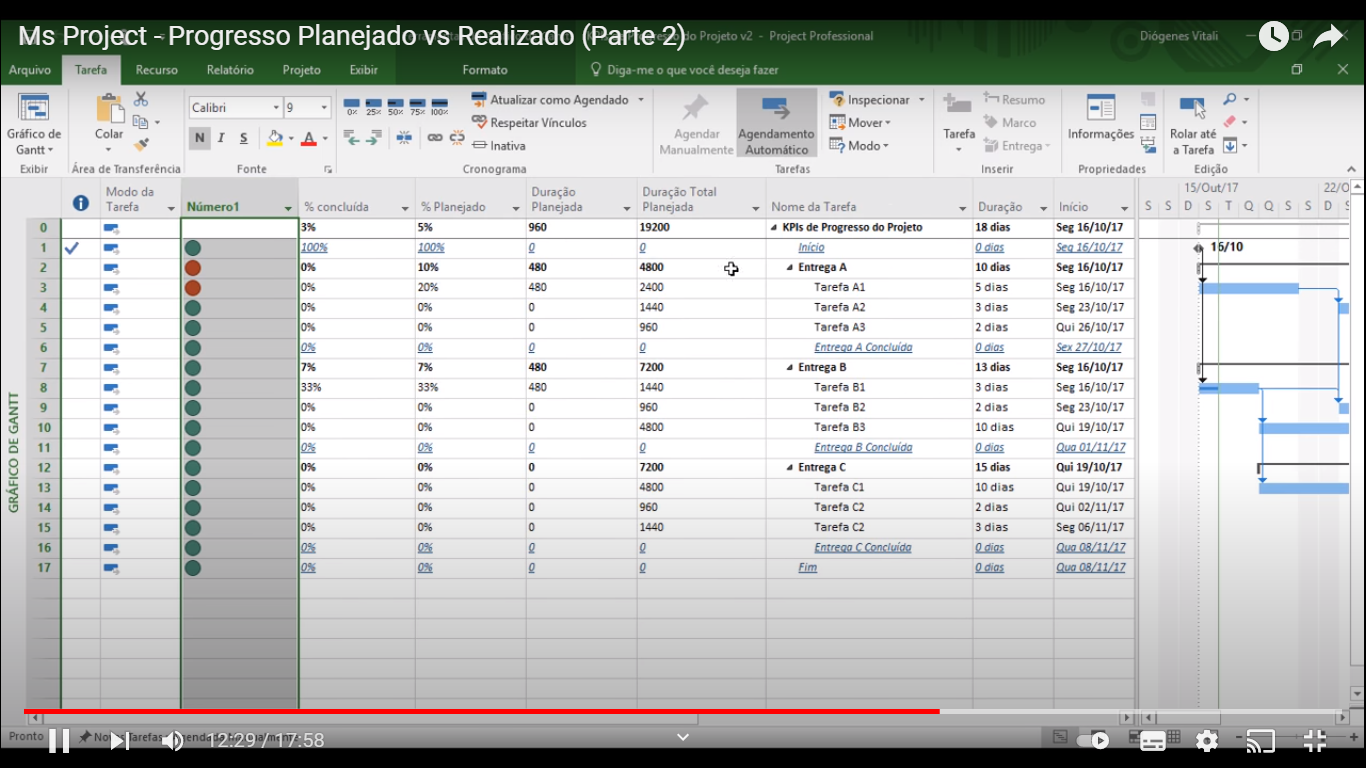 Ms Project - Progresso Planejado vs Realizado (Parte 2)
do Projeto v2 - Project Professional
Diógenes Vitali
Arquivo Tarefa Recurso Relatório Projeto Exibir Formato Diga-me o que você deseja fazer
Gráfico de Gantt
Exibir
Colar
Área de Transferência
Calibri 9
N I S A
Fonte
0% 25% 50% 75% 100%
Atualizar como Agendado
Respeitar Vínculos
Inativa
Cronograma
Agendar Manualmente
Agendamento Automático
Inspecionar
Mover
Modo
Tarefas
Tarefa
Resumo
Marco
Entrega
Inserir
Informações
Propriedades
Rolar até a Tarefa
Edição
Modo da Tarefa Número1 % concluída % Planejado Duração Planejada Duração Total Planejada Nome da Tarefa Duração Início
15/Out/17 22/O
S S D S T Q Q S S D S
0 3% 5% 960 19200 KPIs de Progresso do Projeto 18 dias Seg 16/10/17
1 100% 100% 0 0 Início 0 dias Seg 16/10/17 16/10
2 0% 10% 480 4800 Entrega A 10 dias Seg 16/10/17
3 0% 20% 480 2400 Tarefa A1 5 dias Seg 16/10/17
4 0% 0% 0 1440 Tarefa A2 3 dias Seg 23/10/17
5 0% 0% 0 960 Tarefa A3 2 dias Qui 26/10/17
6 0% 0% 0 0 Entrega A Concluída 0 dias Sex 27/10/17
7 7% 7% 480 7200 Entrega B 13 dias Seg 16/10/17
8 33% 33% 480 1440 Tarefa B1 3 dias Seg 16/10/17
9 0% 0% 0 960 Tarefa B2 2 dias Seg 23/10/17
10 0% 0% 0 4800 Tarefa B3 10 dias Qui 19/10/17
11 0% 0% 0 0 Entrega B Concluída 0 dias Qua 01/11/17
12 0% 0% 0 7200 Entrega C 15 dias Qui 19/10/17
13 0% 0% 0 4800 Tarefa C1 10 dias Qui 19/10/17
14 0% 0% 0 960 Tarefa C2 2 dias Qui 02/11/17
15 0% 0% 0 1440 Tarefa C2 3 dias Seg 06/11/17
16 0% 0% 0 0 Entrega C Concluída 0 dias Qua 08/11/17
17 0% 0% 0 0 Fim 0 dias Qua 08/11/17
GRÁFICO DE GANTT
Pronto
12:29 / 17:58